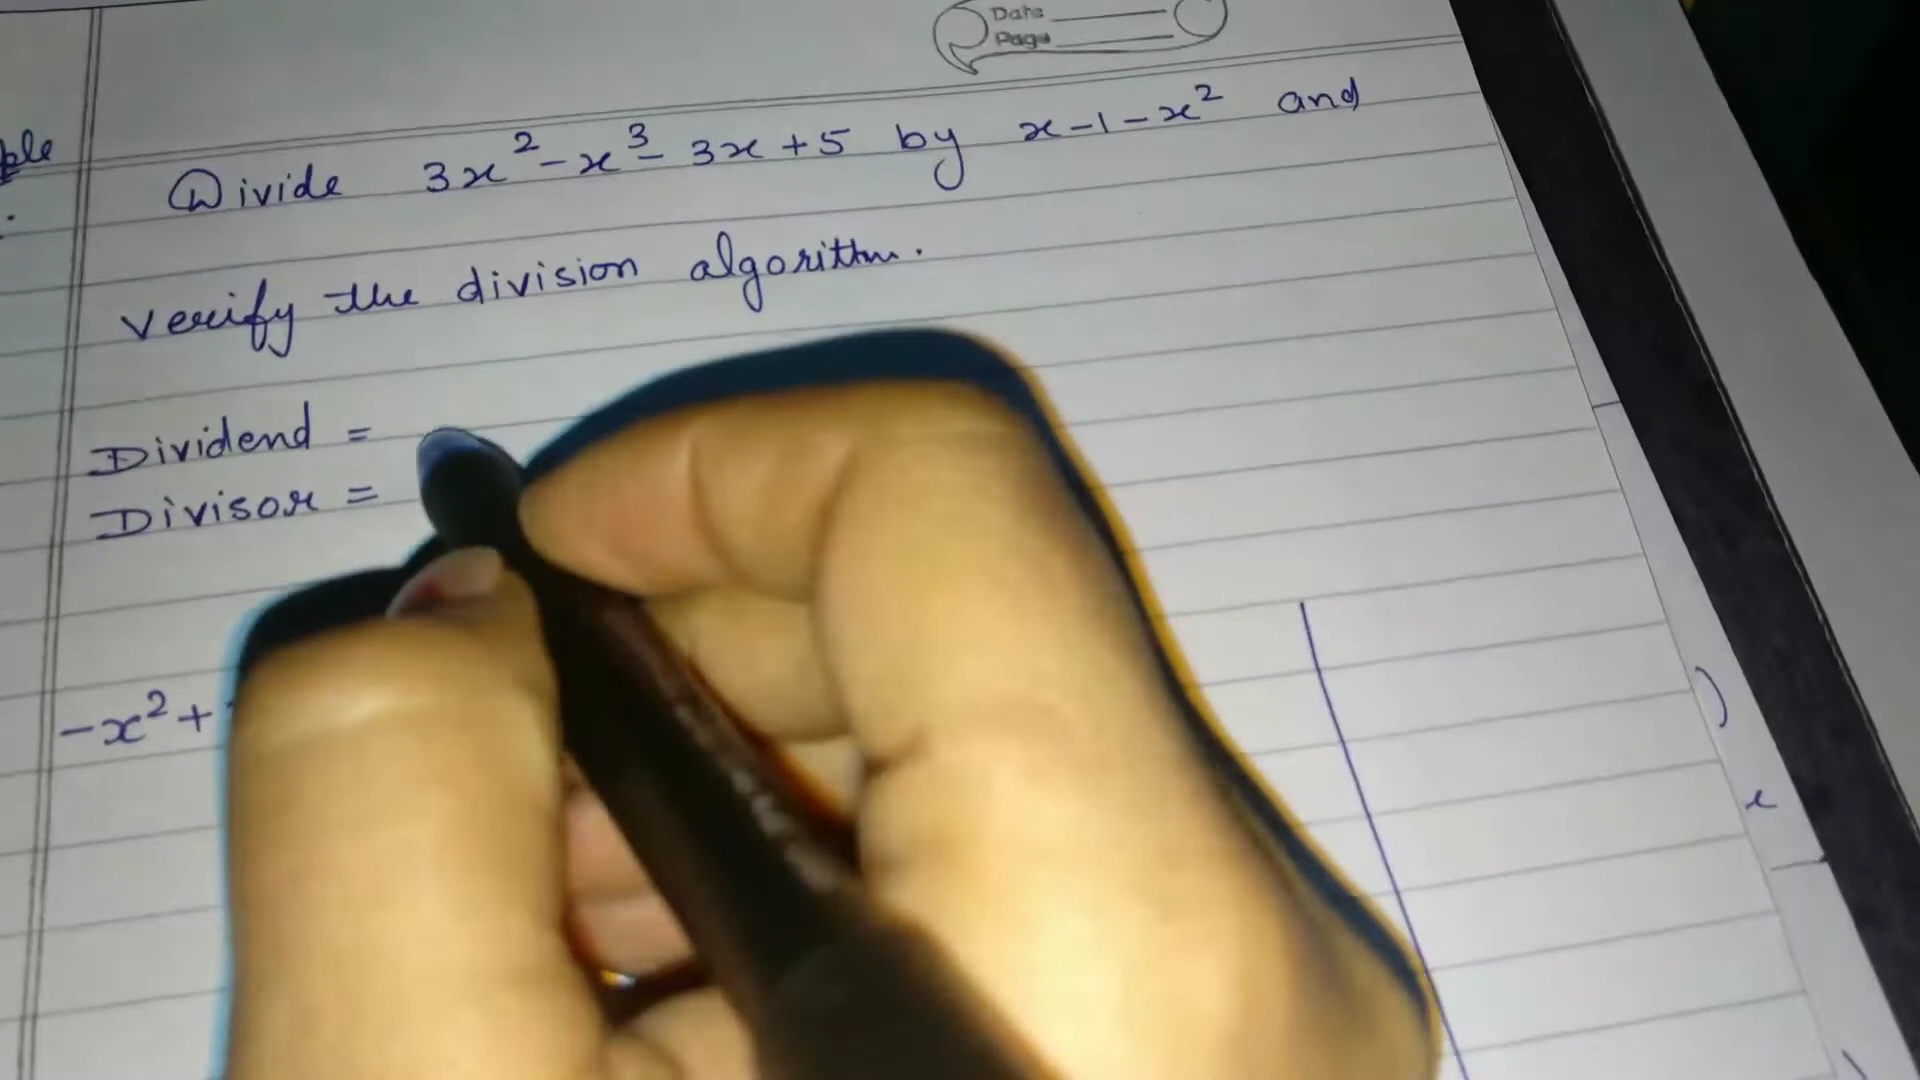 Date
Page
ple
Divide 3x²-x³-3x+5 by x-1-x² and
verify the division algorithm.
Dividend =
Divisor =
-x²+